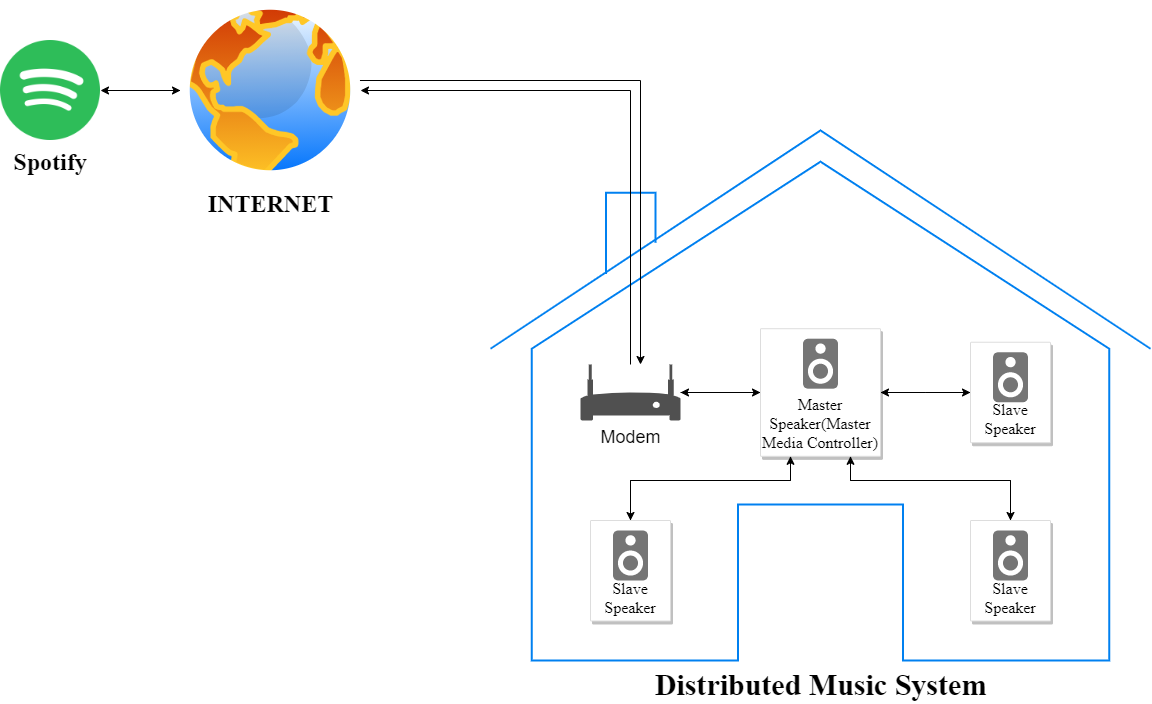 Spotify
INTERNET
Modem
Master
Speaker(Master
Media Controller)
Slave
Speaker
Slave
Speaker
Slave
Speaker
Distributed Music System